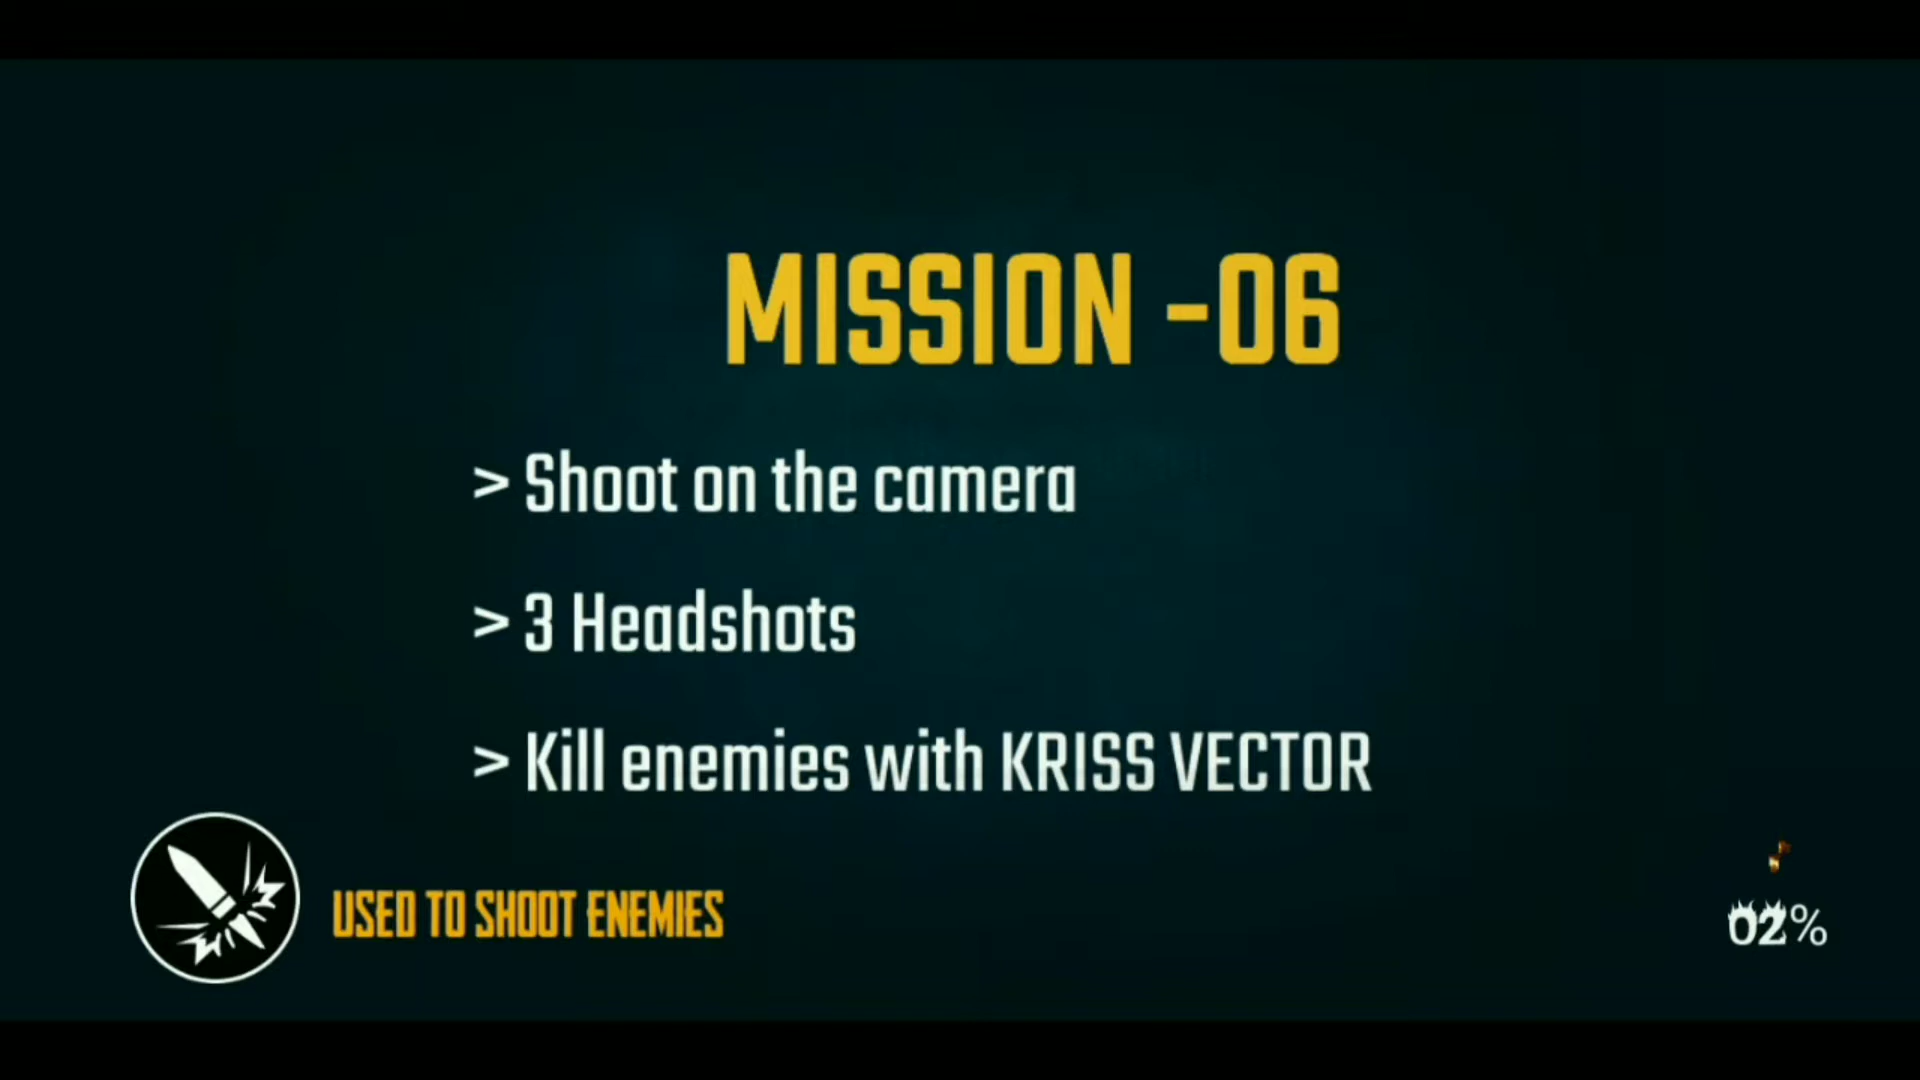 MISSION -06
> Shoot on the camera
> 3 Headshots
> Kill enemies with KRISS VECTOR
USED TO SHOOT ENEMIES
02%